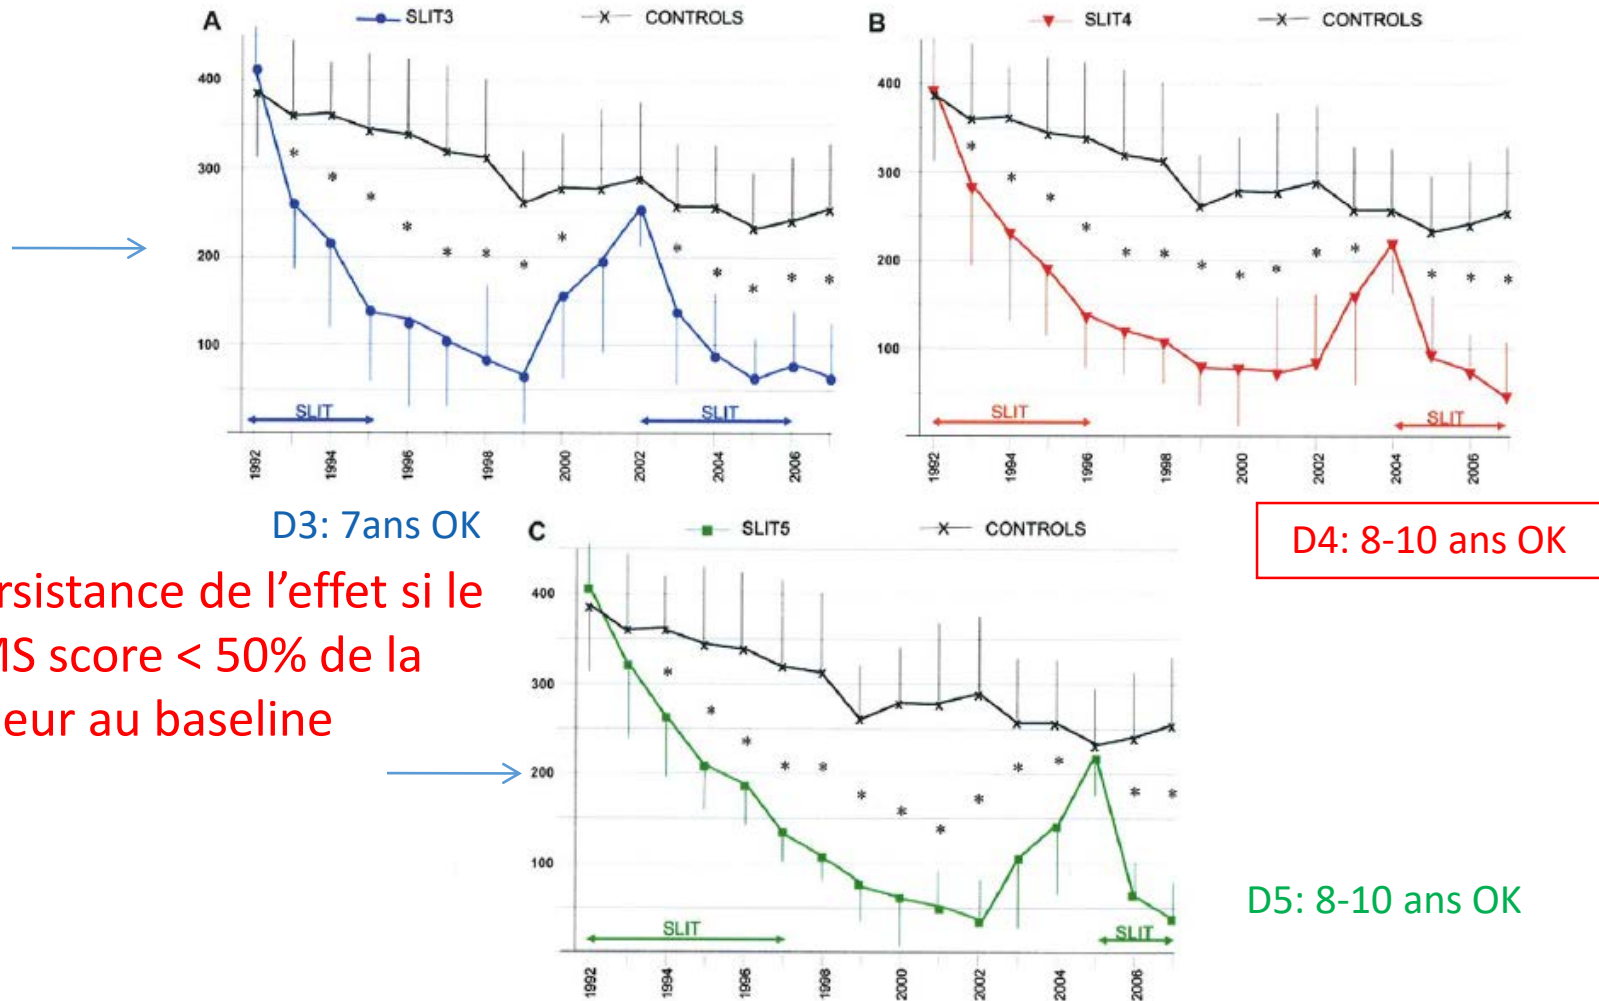 A
SLIT3
CONTROLS
400
300
200
100
SLIT
SLIT
1992
1994
1996
1998
2000
2002
2004
2006
B
SLIT4
CONTROLS
400
300
200
100
SLIT
SLIT
1992
1994
1996
1998
2000
2002
2004
2006
D3: 7ans OK
D4: 8-10 ans OK
rsistance de l’effet si le
MS score < 50% de la
eur au baseline
C
SLIT5
CONTROLS
400
300
200
100
SLIT
SLIT
1992
1994
1996
1998
2000
2002
2004
2006
D5: 8-10 ans OK